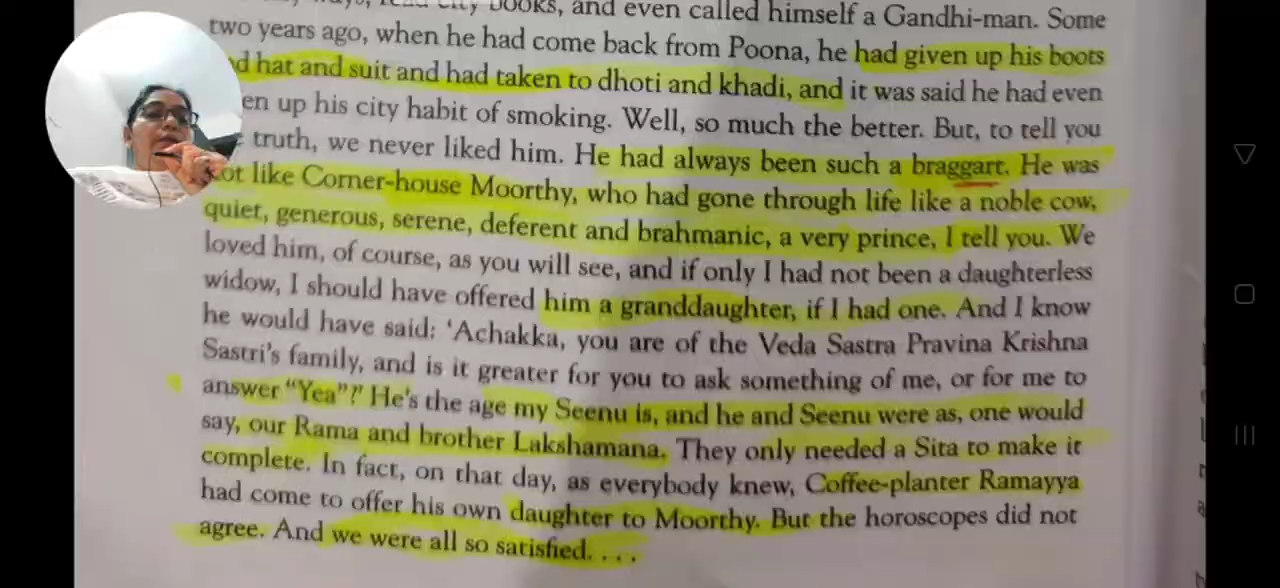 books, and even called himself a Gandhi-man. Some
two years ago, when he had come back from Poona, he had given up his boots
hat and suit and had taken to dhoti and khadi, and it was said he had even
up his city habit of smoking. Well, so much the better. But, to tell you
truth, we never liked him. He had always been such a braggart. He was
not like Corner-house Moorthy, who had gone through life like a noble cow,
quiet, generous, serene, deferent and brahmanic, a very prince, I tell you. We
loved him, of course, as you will see, and if only I had not been a daughterless
widow, I should have offered him a granddaughter, if I had one. And I know
he would have said: 'Achakka, you are of the Veda Sastra Pravina Krishna
Sastri's family, and is it greater for you to ask something of me, or for me to
answer "Yea"?' He's the age my Seenu is, and he and Seenu were as, one would
say, our Rama and brother Lakshamana. They only needed a Sita to make it
complete. In fact, on that day, as everybody knew, Coffee-planter Ramayya
had come to offer his own daughter to Moorthy. But the horoscopes did not
agree. And we were all so satisfied. . . .